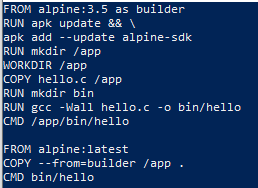 FROM alpine:3.5 as builder
RUN apk update && \
apk add --update alpine-sdk
RUN mkdir /app
WORKDIR /app
COPY hello.c /app
RUN mkdir bin
RUN gcc -Wall hello.c -o bin/hello
CMD /app/bin/hello

FROM alpine:latest
COPY --from=builder /app .
CMD bin/hello